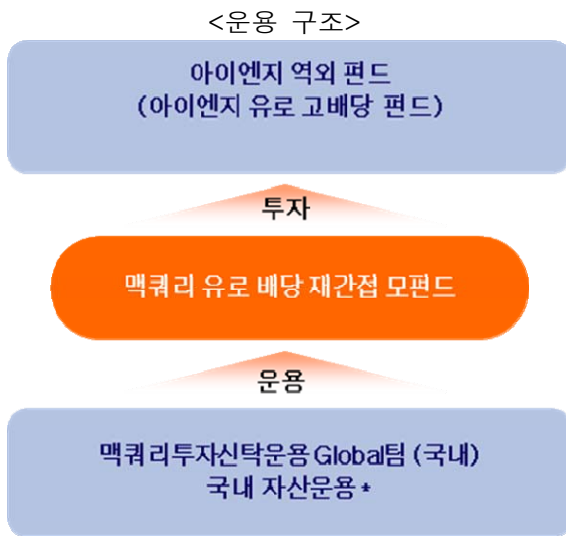 <운용 구조>
아이엔지 역외 펀드
(아이엔지 유로 고배당 펀드)
투자
맥쿼리 유로 배당 재간접 모펀드
운용
맥쿼리투자신탁운용 Global팀 (국내)
국내 자산운용*